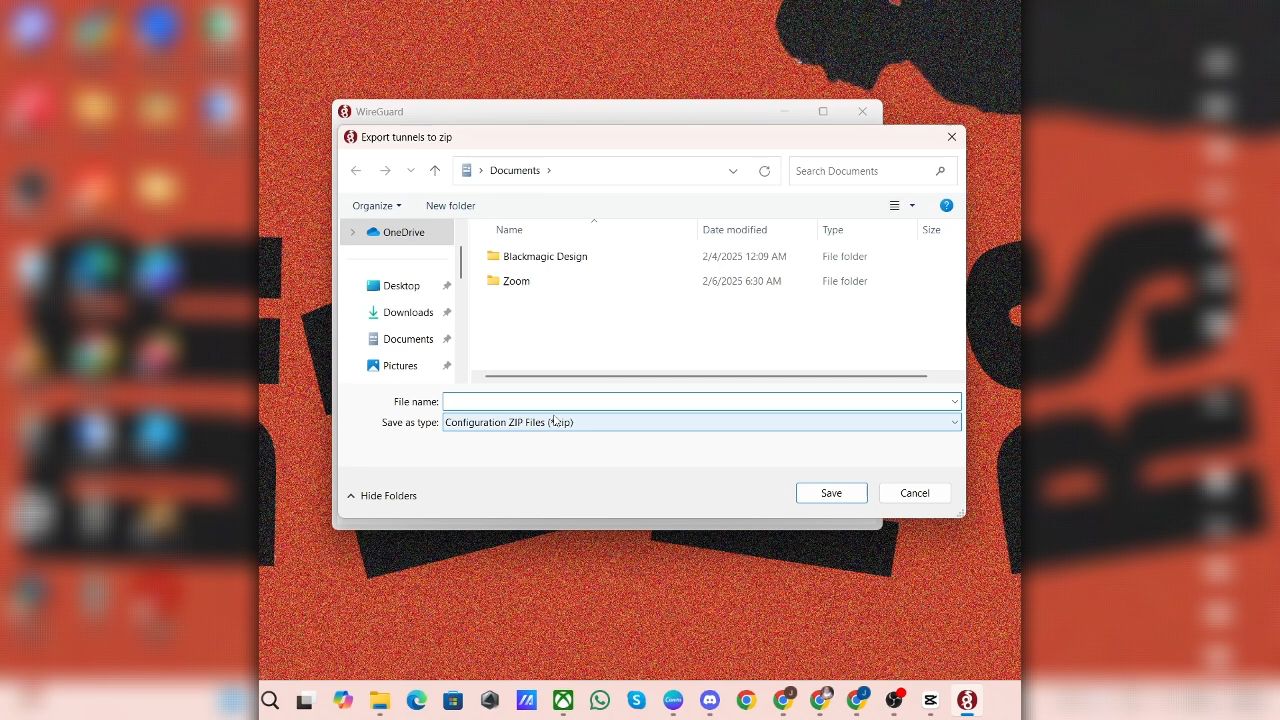 WireGuard
Export tunnels to zip
Documents
Search Documents
Organize
New folder
OneDrive
Desktop
Downloads
Documents
Pictures
Name
Date modified
Type
Size
Blackmagic Design
2/4/2025 12:09 AM
File folder
Zoom
2/6/2025 6:30 AM
File folder
File name:
Save as type:
Configuration ZIP Files (*.zip)
Hide Folders
Save
Cancel